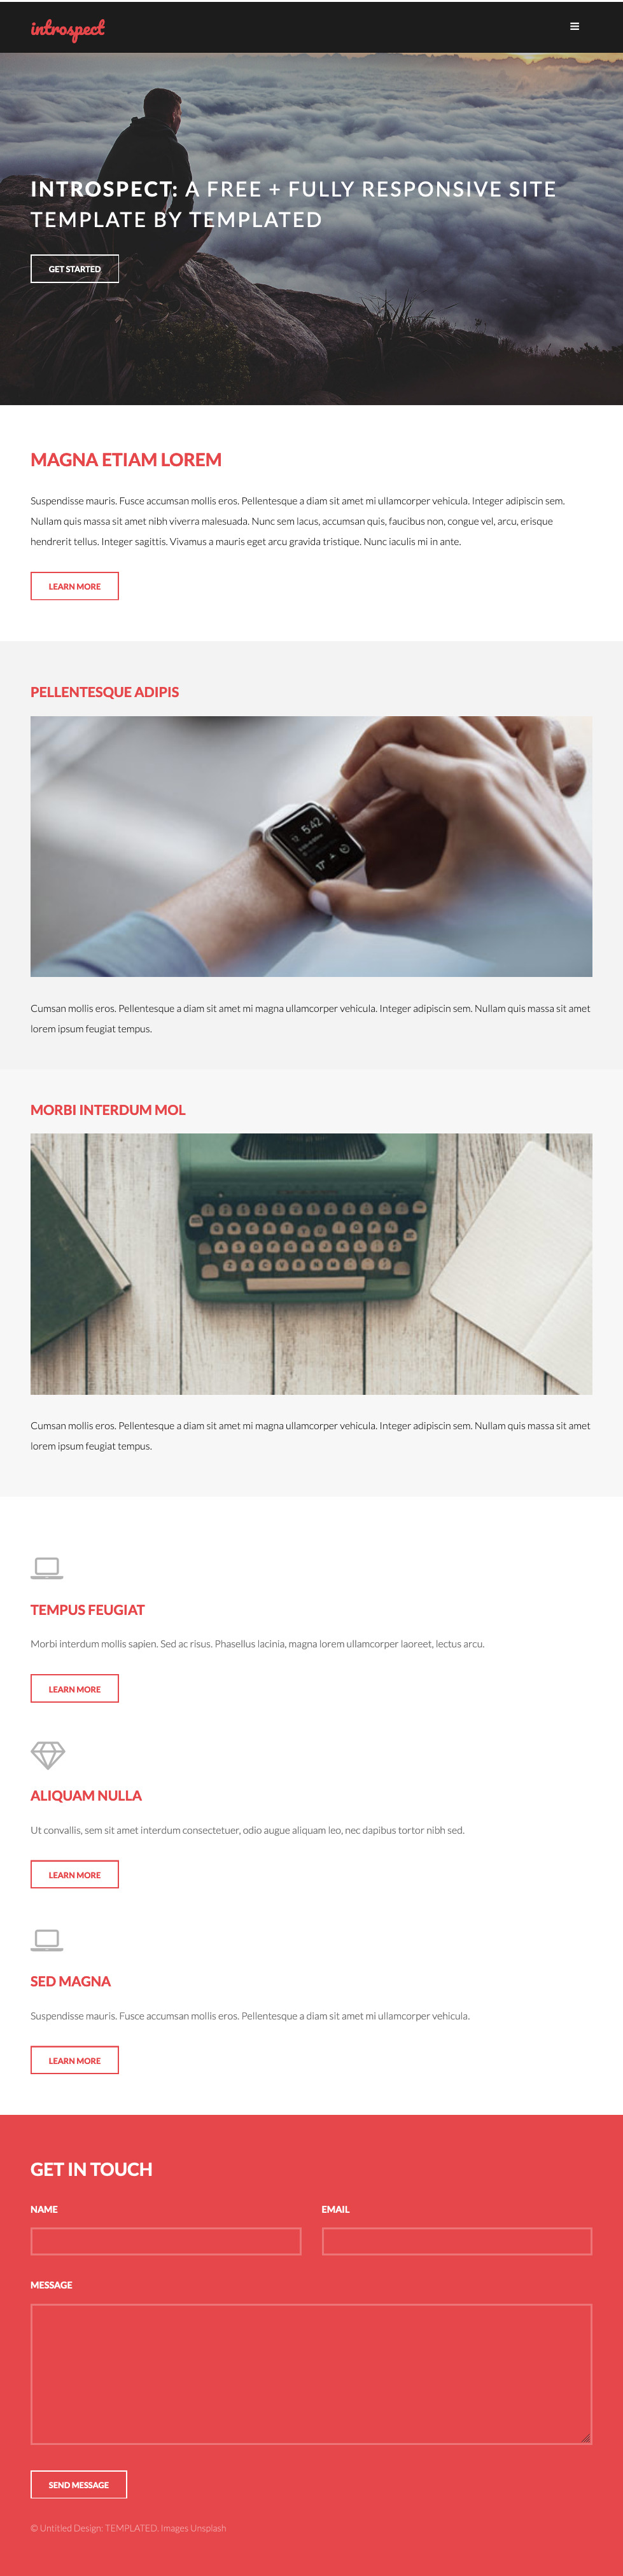 introspect
INTROSPECT: A FREE + FULLY RESPONSIVE SITE
TEMPLATE BY TEMPLATED
GET STARTED
MAGNA ETIAM LOREM
Suspendisse mauris. Fusce accumsan mollis eros. Pellentesque a diam sit amet mi ullamcorper vehicula. Integer adipiscin sem.
Nullam quis massa sit amet nibh viverra malesuada. Nunc sem lacus, accumsan quis, faucibus non, congue vel, arcu, erisque
hendrerit tellus. Integer sagittis. Vivamus a mauris eget arcu gravida tristique. Nunc iaculis mi in ante.
LEARN MORE
PELLENTESQUE ADIPIS
5:42
Cumsan mollis eros. Pellentesque a diam sit amet mi magna ullamcorper vehicula. Integer adipiscin sem. Nullam quis massa sit amet
lorem ipsum feugiat tempus.
MORBI INTERDUM MOL
Cumsan mollis eros. Pellentesque a diam sit amet mi magna ullamcorper vehicula. Integer adipiscin sem. Nullam quis massa sit amet
lorem ipsum feugiat tempus.
TEMPUS FEUGIAT
Morbi interdum mollis sapien. Sed ac risus. Phasellus lacinia, magna lorem ullamcorper laoreet, lectus arcu.
LEARN MORE
ALIQUAM NULLA
Ut convallis, sem sit amet interdum consectetuer, odio augue aliquam leo, nec dapibus tortor nibh sed.
LEARN MORE
SED MAGNA
Suspendisse mauris. Fusce accumsan mollis eros. Pellentesque a diam sit amet mi ullamcorper vehicula.
LEARN MORE
GET IN TOUCH
NAME
EMAIL
MESSAGE
SEND MESSAGE
© Untitled Design: TEMPLATED. Images Unsplash